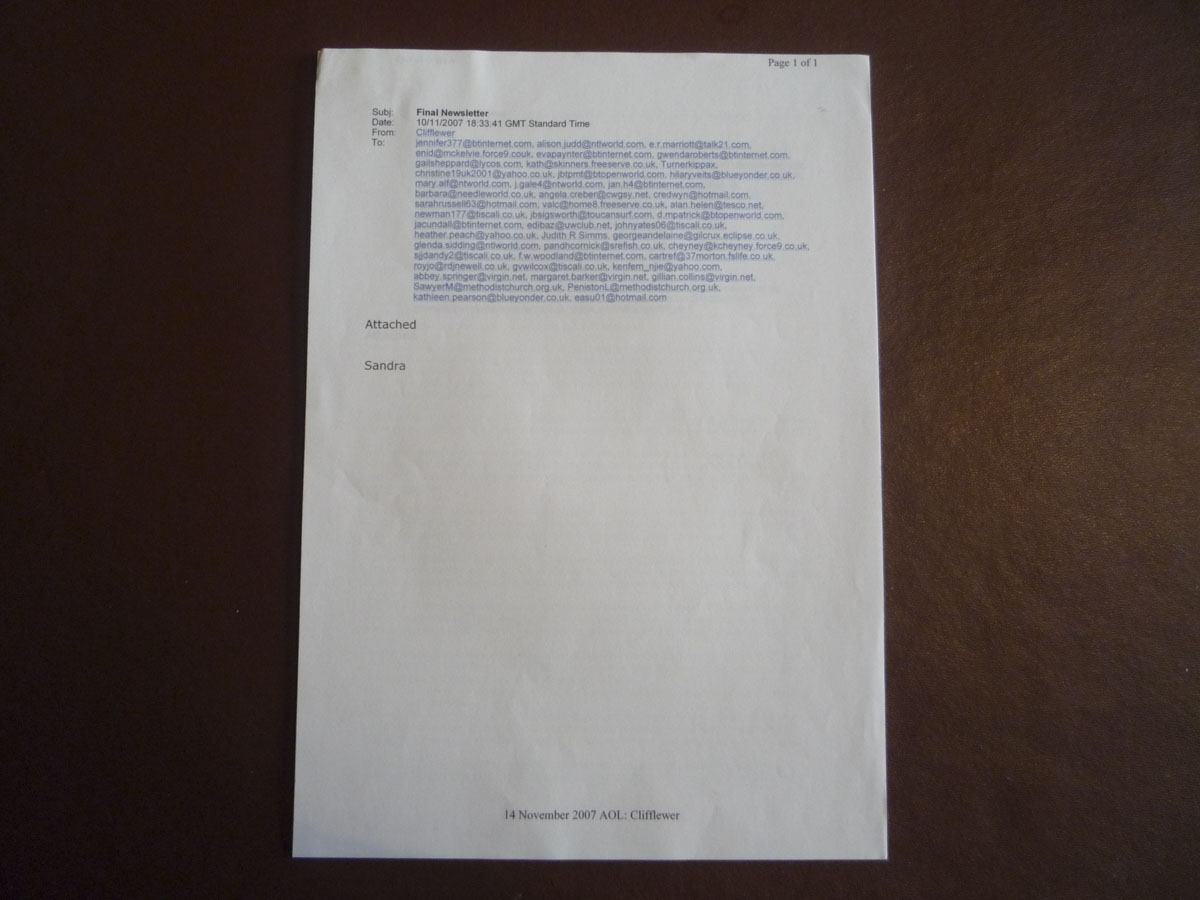 Page 1 of 1
Subj: Final Newsletter
Date: 10/11/2007 18:33:41 GMT Standard Time
From: Clifflewer
To: jennifer377@btinternet.com, alison.judd@ntlworld.com, e.r.marriott@talk21.com,
enid@mckelvie.force9.couk, evapaynter@btinternet.com, gwendaroberts@btinternet.com,
gailsheppard@lycos.com, kath@skinners.freeserve.co.uk, Turnerkippax,
christine19uk2001@yahoo.co.uk, jbtpmt@btopenworld.com, hilaryveits@blueyonder.co.uk,
mary.alf@ntworld.com, j.gale4@ntworld.com, jan.h4@btinternet.com,
barbara@needleworld.co.uk, angela.creber@cwgsy.net, credwyn@hotmail.com,
sarahrussell63@hotmail.com, valc@home8.freeserve.co.uk, alan.helen@tesco.net,
newman177@tiscali.co.uk, jbsigsworth@toucansurf.com, d.mpatrick@btopenworld.com,
jacundall@btinternet.com, edibaz@uwclub.net, johnyates06@tiscali.co.uk,
heather.peach@yahoo.co.uk, Judith R Simms, georgeandelaine@gilcrux.eclipse.co.uk,
glenda.sidding@ntlworld.com, pandhcornick@srefish.co.uk, cheyney@kcheyney.force9.co.uk,
sjjdandy2@tiscali.co.uk, f.w.woodland@btinternet.com, cartref@37morton.fslife.co.uk,
royjo@rdjnewell.co.uk, gvwilcox@tiscali.co.uk, kenfem_njie@yahoo.com,
abbey.springer@virgin.net, margaret.barker@virgin.net, gillian.collins@virgin.net,
SawyerM@methodistchurch.org.uk, PenistonL@methodistchurch.org.uk,
kathleen.pearson@blueyonder.co.uk, easu01@hotmail.com
Attached
Sandra
14 November 2007 AOL: Clifflewer